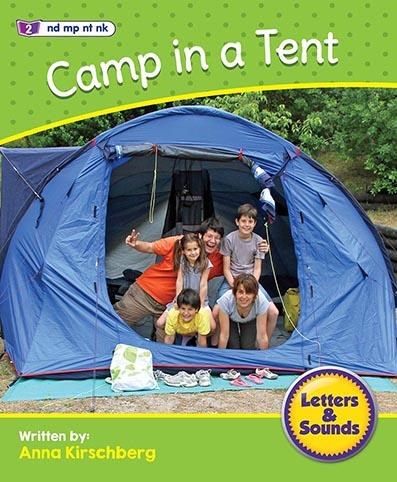 2 nd mp nt nk
Camp in a Tent
Letters
&
Sounds
Written by:
Anna Kirschberg